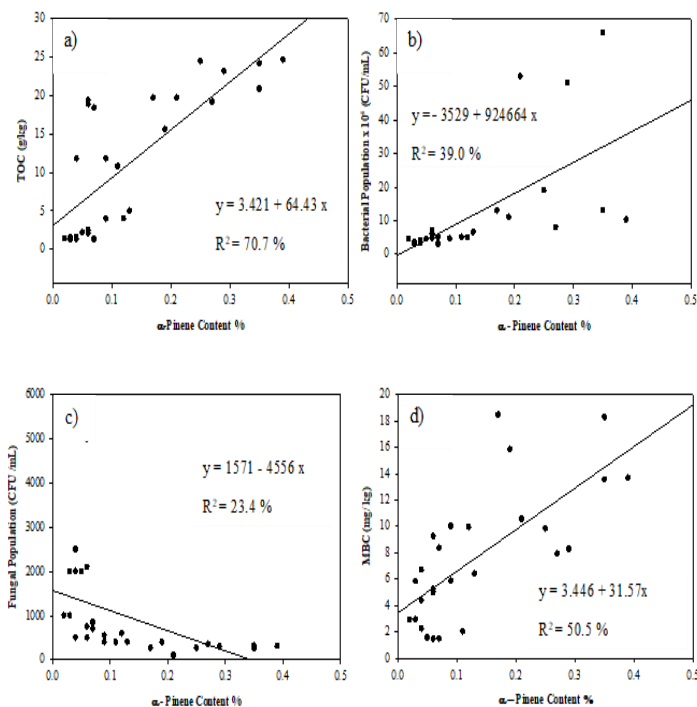 a)
TOC (g/kg)
30
25
20
15
10
5
0
y = 3.421 + 64.43 x
R² = 70.7 %
0.0 0.1 0.2 0.3 0.4 0.5
α-Pinene Content %
b)
Bacterial Population x 10⁴ (CFU/mL)
70
60
50
40
30
20
10
0
y = - 3529 + 924664 x
R² = 39.0 %
0.0 0.1 0.2 0.3 0.4 0.5
α - Pinene Content %
c)
Fungal Population (CFU /mL)
6000
5000
4000
3000
2000
1000
0
y = 1571 - 4556 x
R² = 23.4 %
0.0 0.1 0.2 0.3 0.4 0.5
α- Pinene Content %
d)
MBC (mg/ kg)
20
18
16
14
12
10
8
6
4
2
0
y = 3.446 + 31.57x
R² = 50.5 %
0.0 0.1 0.2 0.3 0.4 0.5
α – Pinene Content %